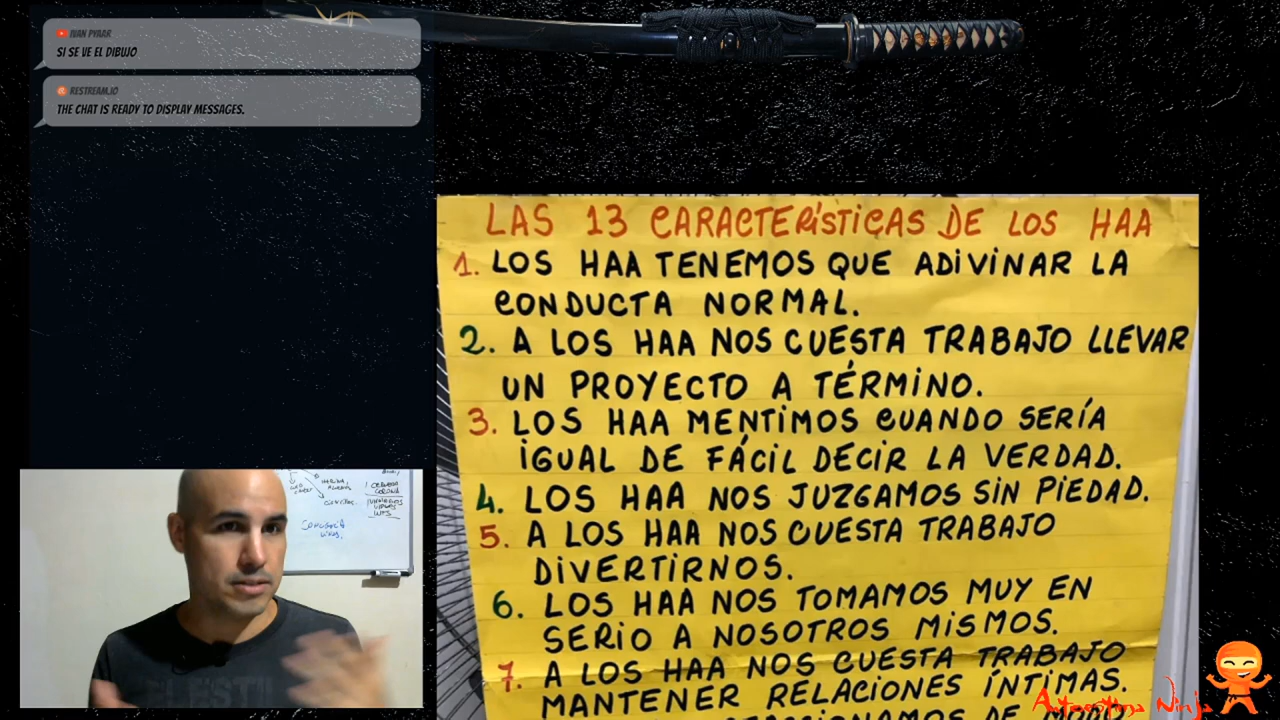 IVAN PYAAR
SI SE VE EL DIBUJO
RESTREAM.IO
THE CHAT IS READY TO DISPLAY MESSAGES.
LAS 13 CARACTERÍSTICAS DE LOS HAA
1. LOS HAA TENEMOS QUE ADIVINAR LA
CONDUCTA NORMAL.
2. A LOS HAA NOS CUESTA TRABAJO LLEVAR
UN PROYECTO A TÉRMINO.
3. LOS HAA MENTIMOS CUANDO SERÍA
IGUAL DE FÁCIL DECIR LA VERDAD.
4. LOS HAA NOS JUZGAMOS SIN PIEDAD.
5. A LOS HAA NOS CUESTA TRABAJO
DIVERTIRNOS.
6. LOS HAA NOS TOMAMOS MUY EN
SERIO A NOSOTROS MISMOS.
7. A LOS HAA NOS CUESTA TRABAJO
MANTENER RELACIONES ÍNTIMAS.
DE
Autoestima Ninja